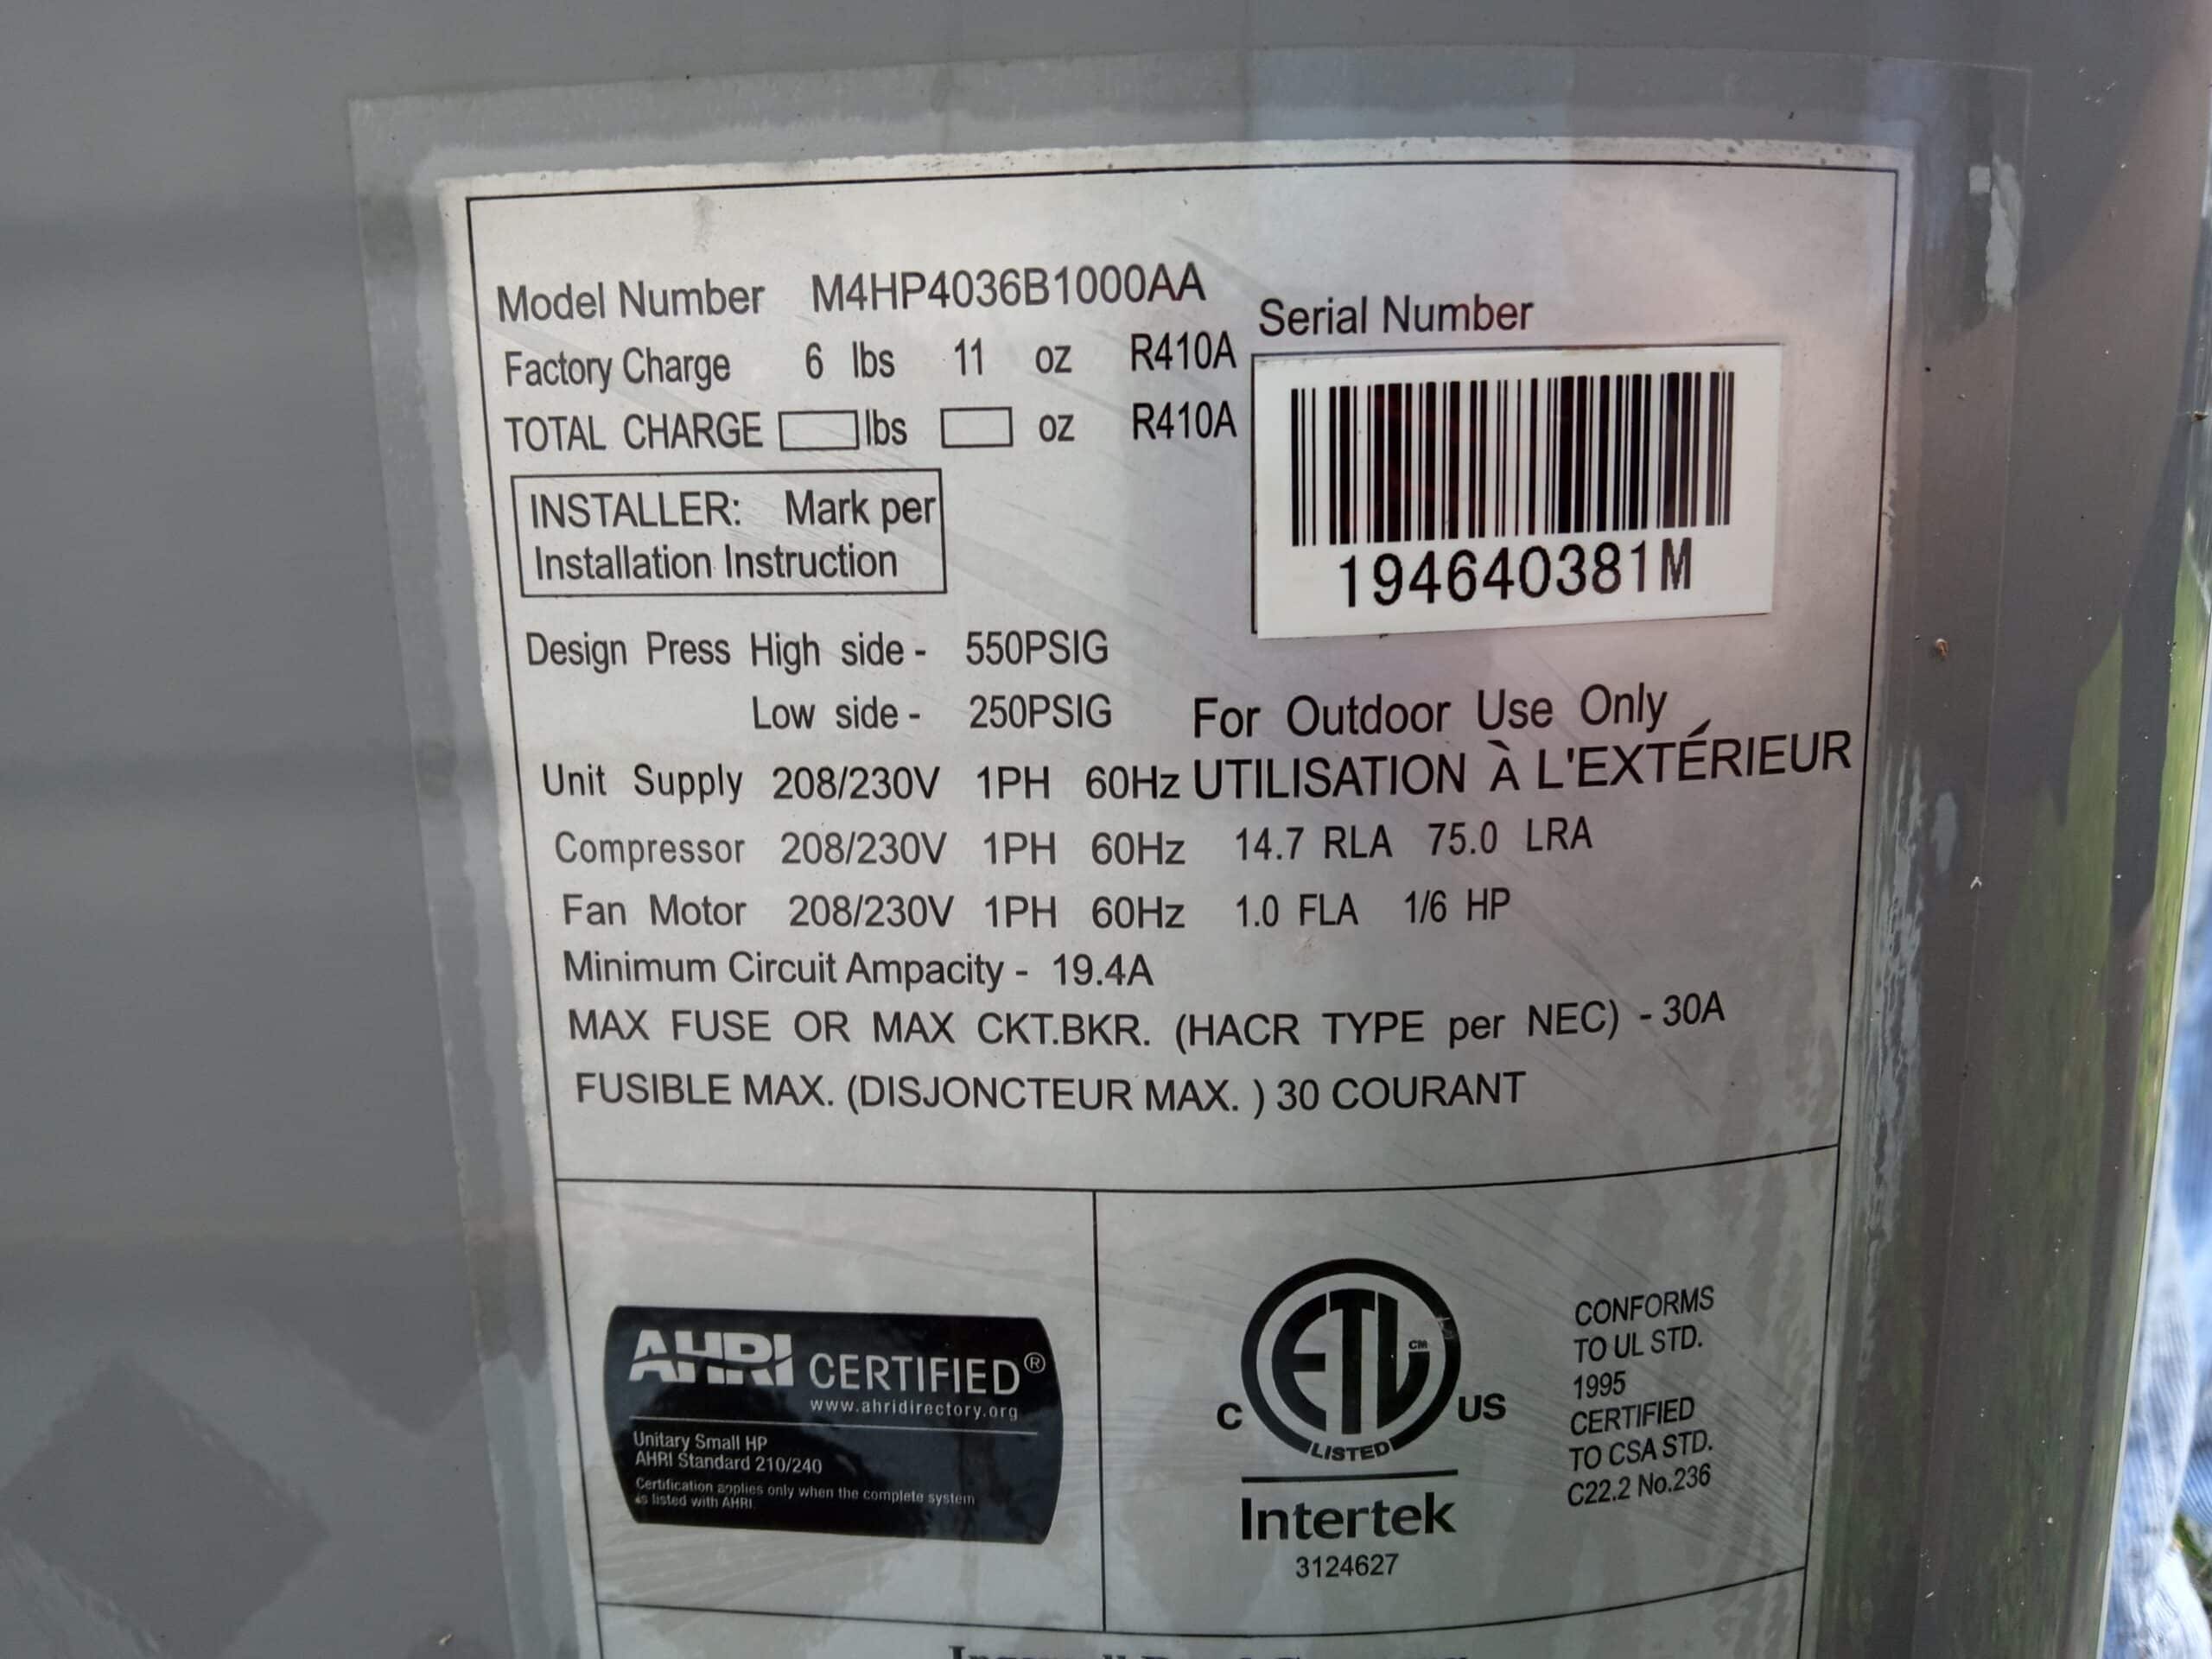 Model Number M4HP4036B1000AA
Factory Charge 6 lbs 11 oz R410A
TOTAL CHARGE lbs oz R410A
INSTALLER: Mark per
Installation Instruction
Serial Number
194640381M
Design Press High side - 550PSIG
Low side - 250PSIG
For Outdoor Use Only
UTILISATION À L'EXTÉRIEUR
Unit Supply 208/230V 1PH 60Hz
Compressor 208/230V 1PH 60Hz 14.7 RLA 75.0 LRA
Fan Motor 208/230V 1PH 60Hz 1.0 FLA 1/6 HP
Minimum Circuit Ampacity - 19.4A
MAX FUSE OR MAX CKT.BKR. (HACR TYPE per NEC) - 30A
FUSIBLE MAX. (DISJONCTEUR MAX. ) 30 COURANT
AHRI CERTIFIED®
www.ahridirectory.org
Unitary Small HP
AHRI Standard 210/240
Certification applies only when the complete system
is listed with AHRI
C ETL CM US
LISTED
Intertek
3124627
CONFORMS
TO UL STD.
1995
CERTIFIED
TO CSA STD.
C22.2 No.236